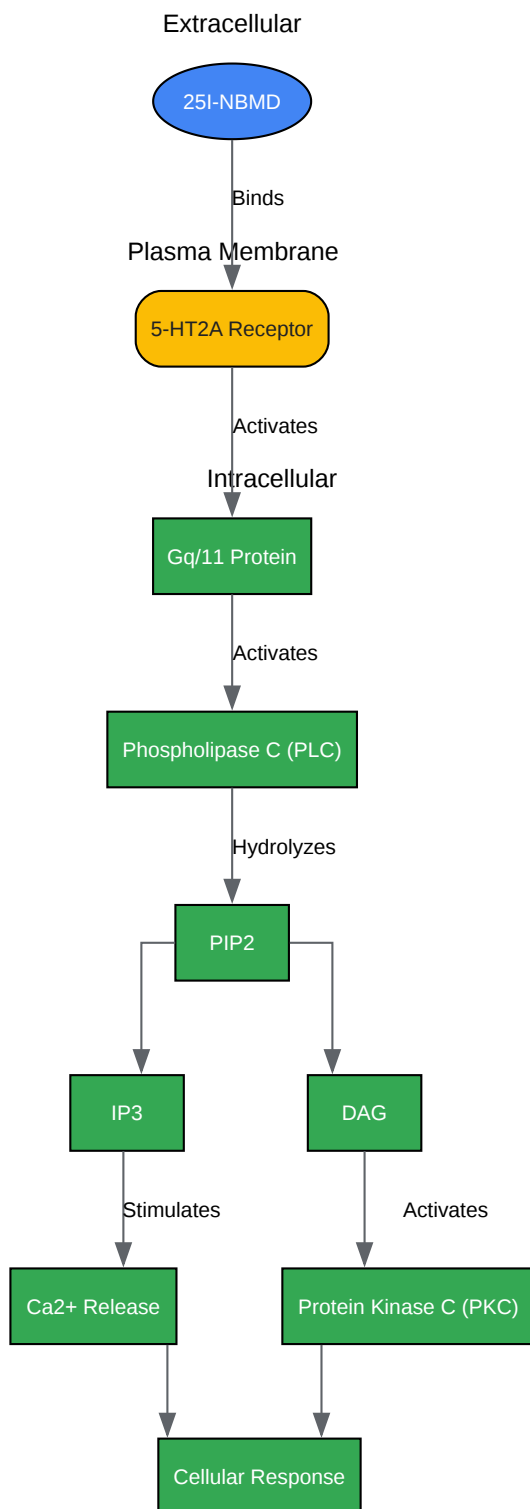 Extracellular
25I-NBMD
Binds
Plasma Membrane
5-HT2A Receptor
Activates
Intracellular
Gq/11 Protein
Activates
Phospholipase C (PLC)
Hydrolyzes
PIP2
IP3
DAG
Stimulates
Activates
Ca2+ Release
Protein Kinase C (PKC)
Cellular Response